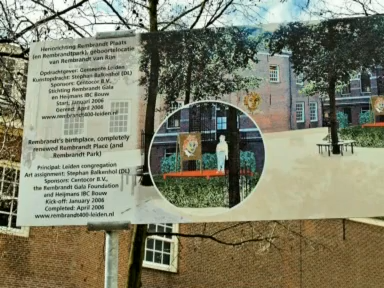 Herinrichting Rembrandt Plaats
(en Rembrandtpark), geboortelocatie
van Rembrandt van Rijn
Opdrachtgever: Gemeente Leiden
Kunstopdracht: Stephan Balkenhol (DL)
Sponsors: Centocor B.V.,
Stichting Rembrandt Gala
en Heijmans IBC Bouw
Start: Januari 2006
Gereed: April 2006
www.rembrandt400-leiden.nl
Rembrandt's birthplace, completely
renewed Rembrandt Place (and
Rembrandt Park)
Principal: Leiden congregation
Art assignment: Stephan Balkenhol (DL)
Sponsors: Centocor B.V.,
the Rembrandt Gala Foundation
and Heijmans IBC Bouw
Kick-off: January 2006
Completed: April 2006
www.rembrandt400-leiden.nl